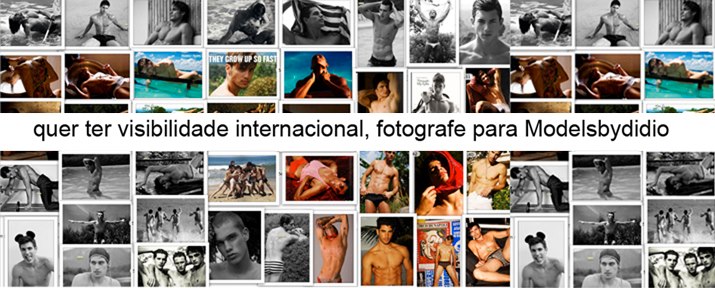 THEY GROW UP SO FAST
quer ter visibilidade internacional, fotografe para Modelsbydidio